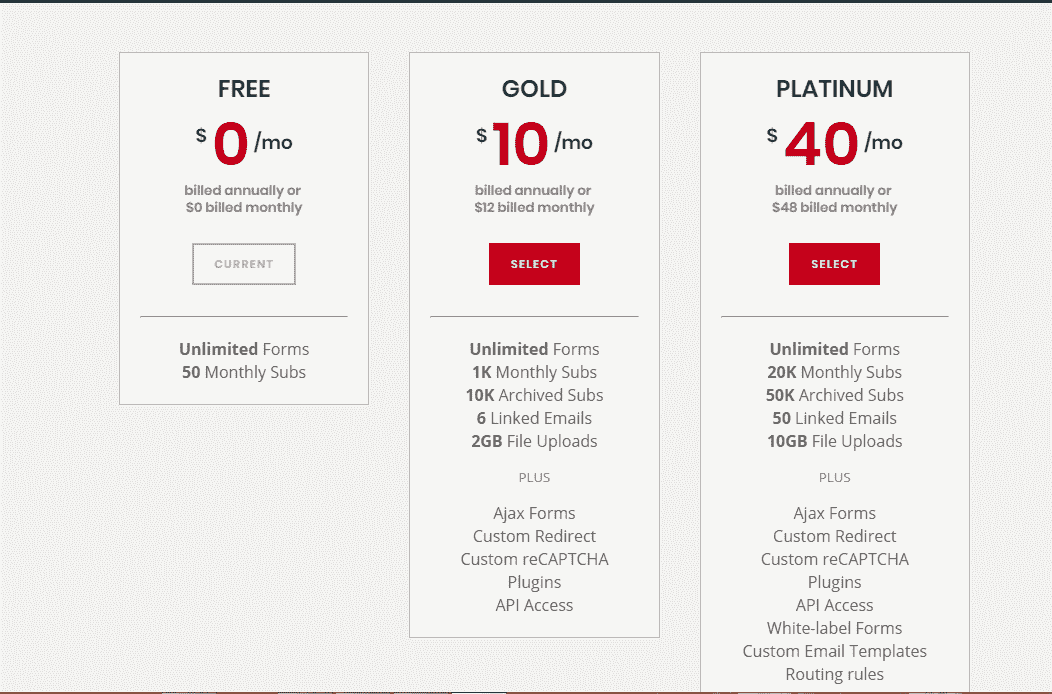 FREE
$ 0 /mo
billed annually or
$0 billed monthly
CURRENT
Unlimited Forms
50 Monthly Subs
GOLD
$ 10 /mo
billed annually or
$12 billed monthly
SELECT
Unlimited Forms
1K Monthly Subs
10K Archived Subs
6 Linked Emails
2GB File Uploads
PLUS
Ajax Forms
Custom Redirect
Custom reCAPTCHA
Plugins
API Access
PLATINUM
$ 40 /mo
billed annually or
$48 billed monthly
SELECT
Unlimited Forms
20K Monthly Subs
50K Archived Subs
50 Linked Emails
10GB File Uploads
PLUS
Ajax Forms
Custom Redirect
Custom reCAPTCHA
Plugins
API Access
White-label Forms
Custom Email Templates
Routing rules